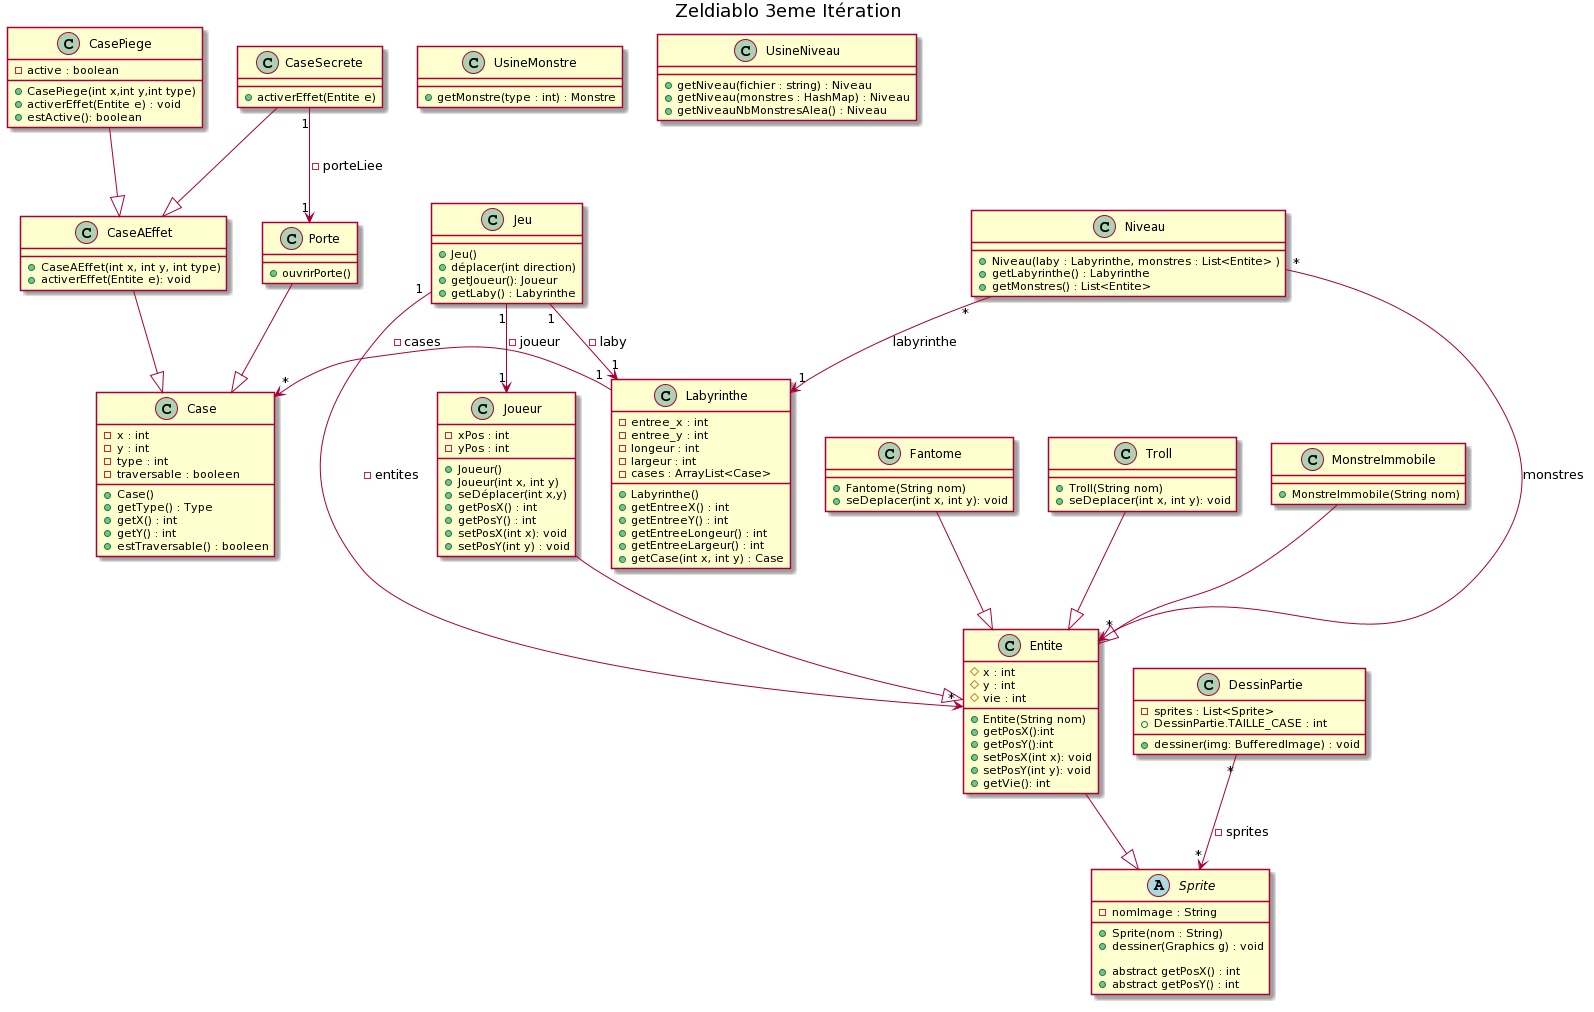 Zeldiablo 3eme Itération
C CasePiege
active : boolean
CasePiege(int x,int y,int type)
activerEffet(Entite e) : void
estActive(): boolean
C CaseSecrete
activerEffet(Entite e)
C UsineMonstre
getMonstre(type : int) : Monstre
C UsineNiveau
getNiveau(fichier : string) : Niveau
getNiveau(monstres : HashMap) : Niveau
getNiveauNbMonstresAlea() : Niveau
1
porteLiee
1
C CaseAEffet
CaseAEffet(int x, int y, int type)
activerEffet(Entite e): void
C Porte
ouvrirPorte()
C Jeu
Jeu()
déplacer(int direction)
getJoueur(): Joueur
getLaby() : Labyrinthe
C Niveau
Niveau(laby : Labyrinthe, monstres : List<Entite> )
getLabyrinthe() : Labyrinthe
getMonstres() : List<Entite>
1
1
1
*
*
cases
joueur
laby
labyrinthe
*
1
1
1
1
C Case
x : int
y : int
type : int
traversable : booleen
Case()
getType() : Type
getX() : int
getY() : int
estTraversable() : booleen
entites
C Joueur
xPos : int
yPos : int
Joueur()
Joueur(int x, int y)
seDéplacer(int x,y)
getPosX() : int
getPosY() : int
setPosX(int x): void
setPosY(int y) : void
C Labyrinthe
entree_x : int
entree_y : int
longeur : int
largeur : int
cases : ArrayList<Case>
Labyrinthe()
getEntreeX() : int
getEntreeY() : int
getEntreeLongeur() : int
getEntreeLargeur() : int
getCase(int x, int y) : Case
C Fantome
Fantome(String nom)
seDeplacer(int x, int y): void
C Troll
Troll(String nom)
seDeplacer(int x, int y): void
C MonstreImmobile
MonstreImmobile(String nom)
monstres
*
*
C Entite
x : int
y : int
vie : int
Entite(String nom)
getPosX():int
getPosY():int
setPosX(int x): void
setPosY(int y): void
getVie(): int
C DessinPartie
sprites : List<Sprite>
DessinPartie.TAILLE_CASE : int
dessiner(img: BufferedImage) : void
*
sprites
*
A Sprite
nomImage : String
Sprite(nom : String)
dessiner(Graphics g) : void
abstract getPosX() : int
abstract getPosY() : int